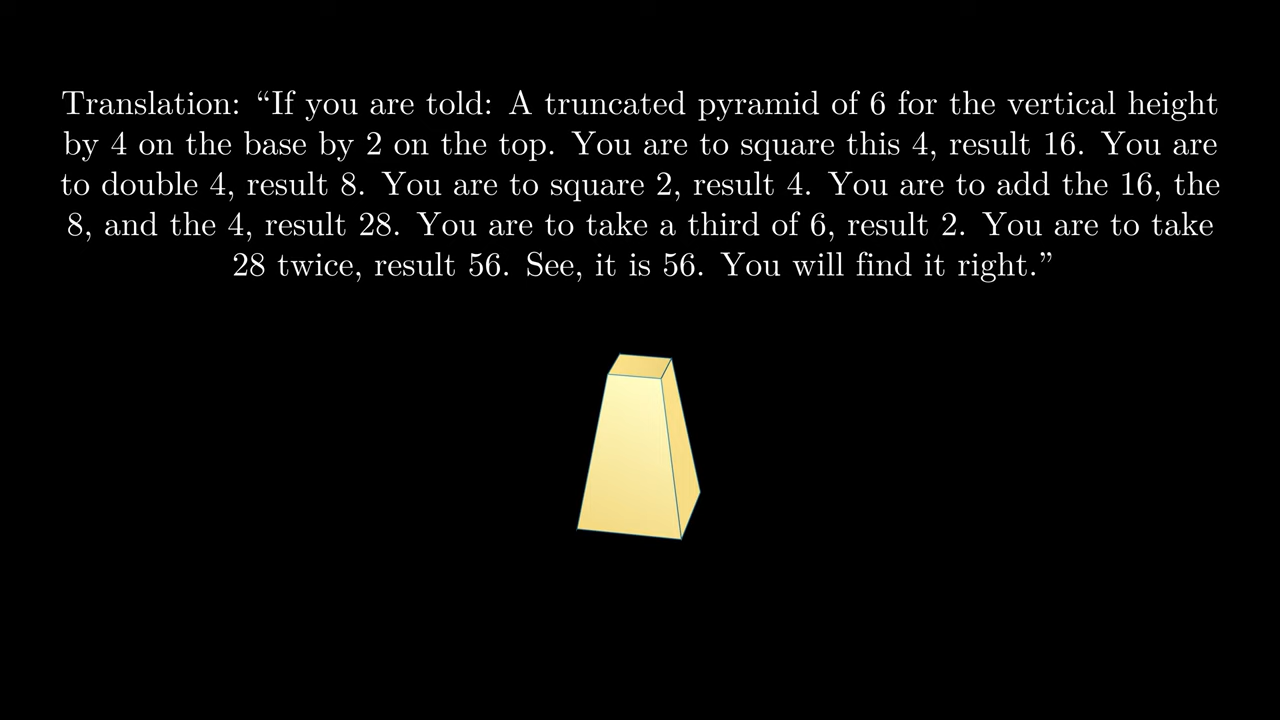 Translation: “If you are told: A truncated pyramid of 6 for the vertical height
by 4 on the base by 2 on the top. You are to square this 4, result 16. You are
to double 4, result 8. You are to square 2, result 4. You are to add the 16, the
8, and the 4, result 28. You are to take a third of 6, result 2. You are to take
28 twice, result 56. See, it is 56. You will find it right.”